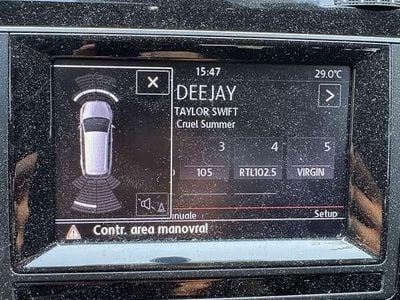 15:47
29.0°C
DEEJAY
TAYLOR SWIFT
Cruel Summer
3 4 5
105 RTL102.5 VIRGIN
nuale Setup
Contr. area manovra!